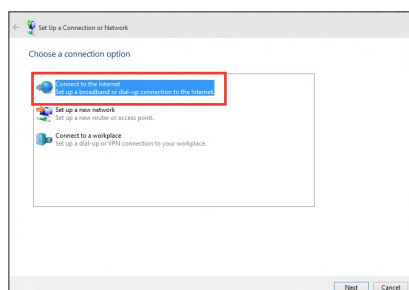 Set Up a Connection or Network
Choose a connection option
Connect to the Internet
Set up a broadband or dial-up connection to the Internet.
Set up a new network
Set up a new router or access point.
Connect to a workplace
Set up a dial-up or VPN connection to your workplace.
Next Cancel